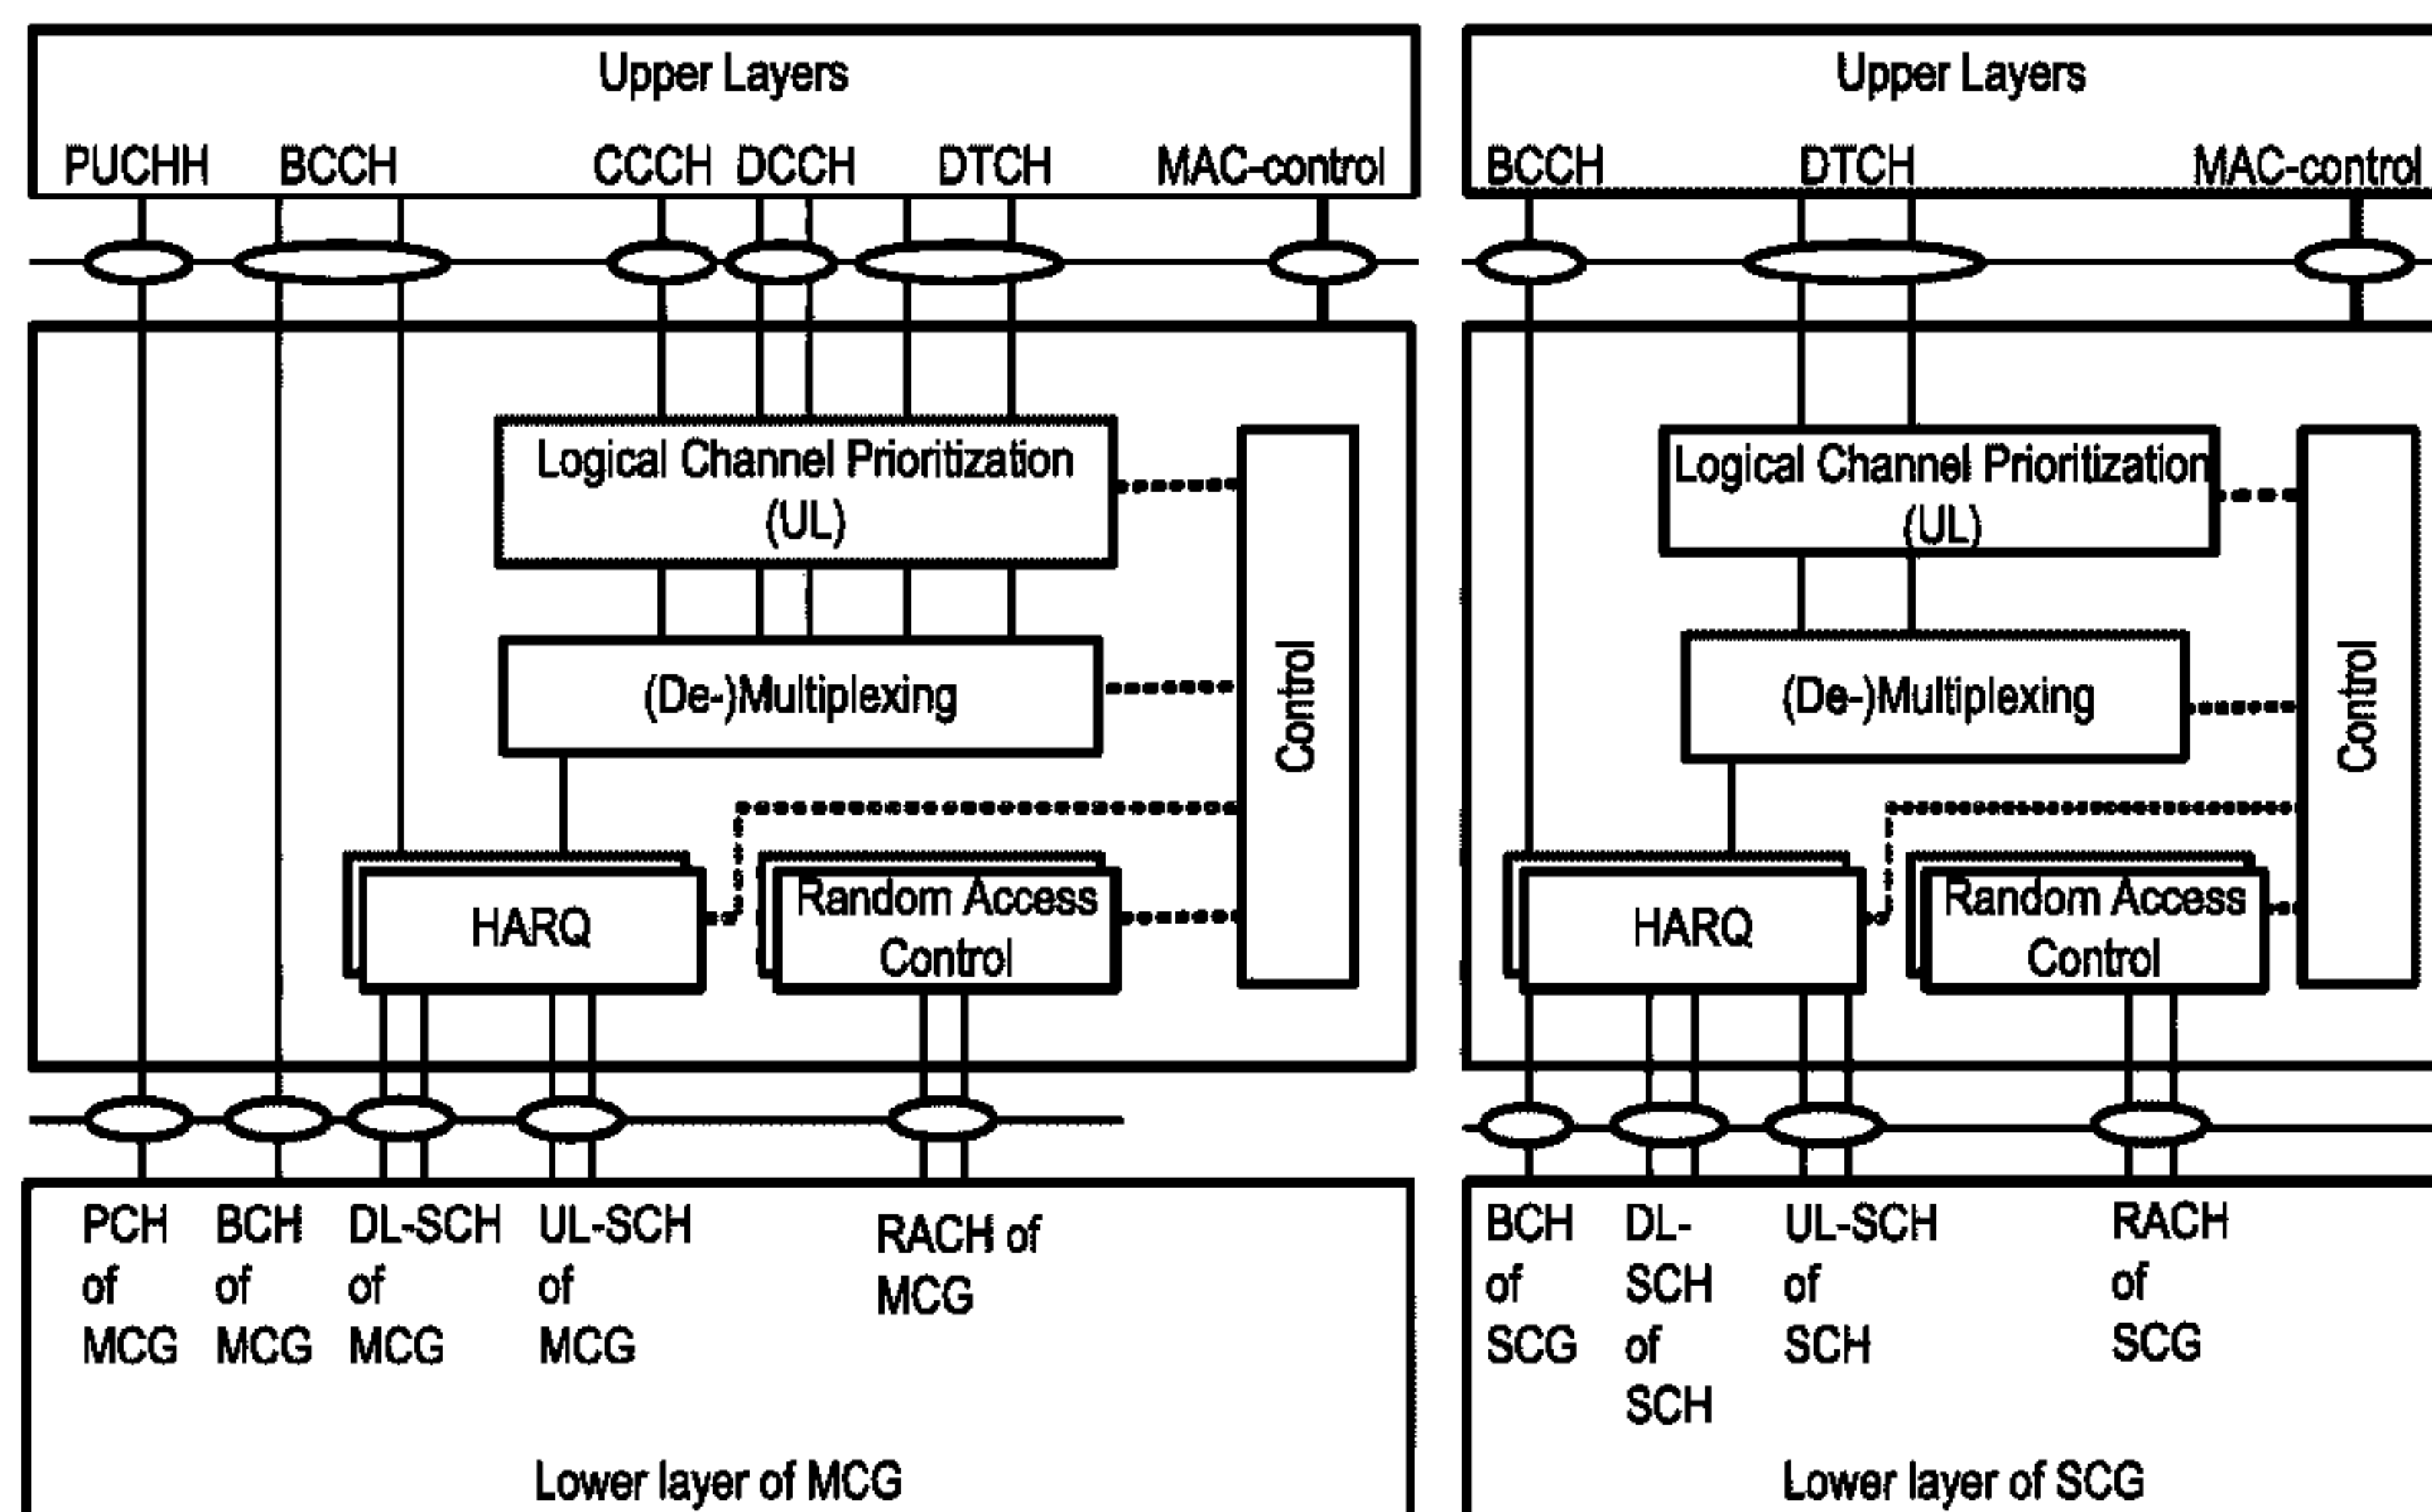 Upper Layers
PUCHH BCCH CCCH DCCH DTCH MAC-control
Logical Channel Prioritization
(UL)
(De-)Multiplexing
Control
HARQ
Random Access
Control
PCH
of
MCG
BCH
of
MCG
DL-SCH
of
MCG
UL-SCH
of
MCG
RACH of
MCG
Lower layer of MCG
Upper Layers
BCCH DTCH MAC-control
Logical Channel Prioritization
(UL)
(De-)Multiplexing
Control
HARQ
Random Access
Control
BCH
of
SCG
DL-
SCH
of
SCH
UL-SCH
of
SCH
RACH
of
SCG
Lower layer of SCG